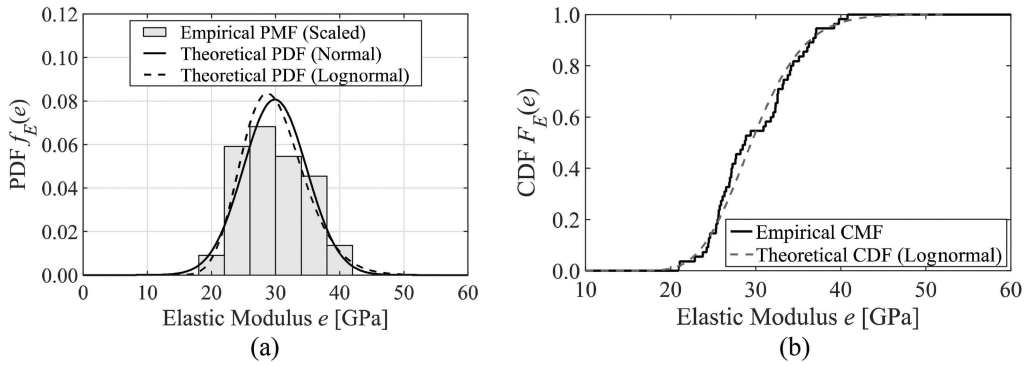 0.12
0.10
0.08
0.06
0.04
0.02
0.00
PDF f_E(e)
Empirical PMF (Scaled)
Theoretical PDF (Normal)
Theoretical PDF (Lognormal)
0 10 20 30 40 50 60
Elastic Modulus e [GPa]
(a)
1.0
0.8
0.6
0.4
0.2
0.0
CDF F_E(e)
Empirical CMF
Theoretical CDF (Lognormal)
10 20 30 40 50 60
Elastic Modulus e [GPa]
(b)